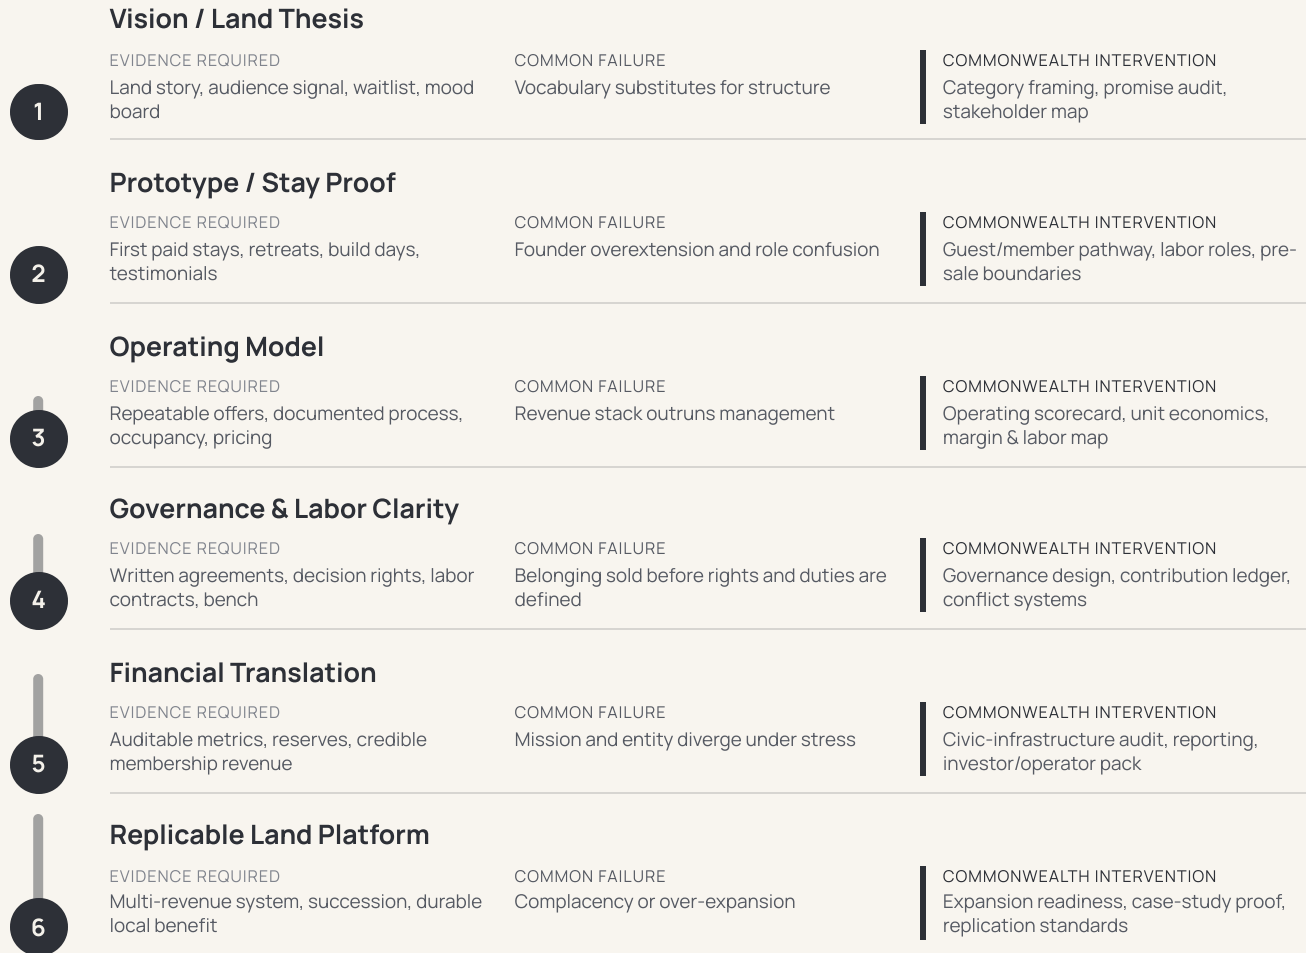 Vision / Land Thesis
EVIDENCE REQUIRED
Land story, audience signal, waitlist, mood
board
COMMON FAILURE
Vocabulary substitutes for structure
COMMONWEALTH INTERVENTION
Category framing, promise audit,
stakeholder map
1
Prototype / Stay Proof
EVIDENCE REQUIRED
First paid stays, retreats, build days,
testimonials
COMMON FAILURE
Founder overextension and role confusion
COMMONWEALTH INTERVENTION
Guest/member pathway, labor roles, pre-
sale boundaries
2
Operating Model
EVIDENCE REQUIRED
Repeatable offers, documented process,
occupancy, pricing
COMMON FAILURE
Revenue stack outruns management
COMMONWEALTH INTERVENTION
Operating scorecard, unit economics,
margin & labor map
3
Governance & Labor Clarity
EVIDENCE REQUIRED
Written agreements, decision rights, labor
contracts, bench
COMMON FAILURE
Belonging sold before rights and duties are
defined
COMMONWEALTH INTERVENTION
Governance design, contribution ledger,
conflict systems
4
Financial Translation
EVIDENCE REQUIRED
Auditable metrics, reserves, credible
membership revenue
COMMON FAILURE
Mission and entity diverge under stress
COMMONWEALTH INTERVENTION
Civic-infrastructure audit, reporting,
investor/operator pack
5
Replicable Land Platform
EVIDENCE REQUIRED
Multi-revenue system, succession, durable
local benefit
COMMON FAILURE
Complacency or over-expansion
COMMONWEALTH INTERVENTION
Expansion readiness, case-study proof,
replication standards
6